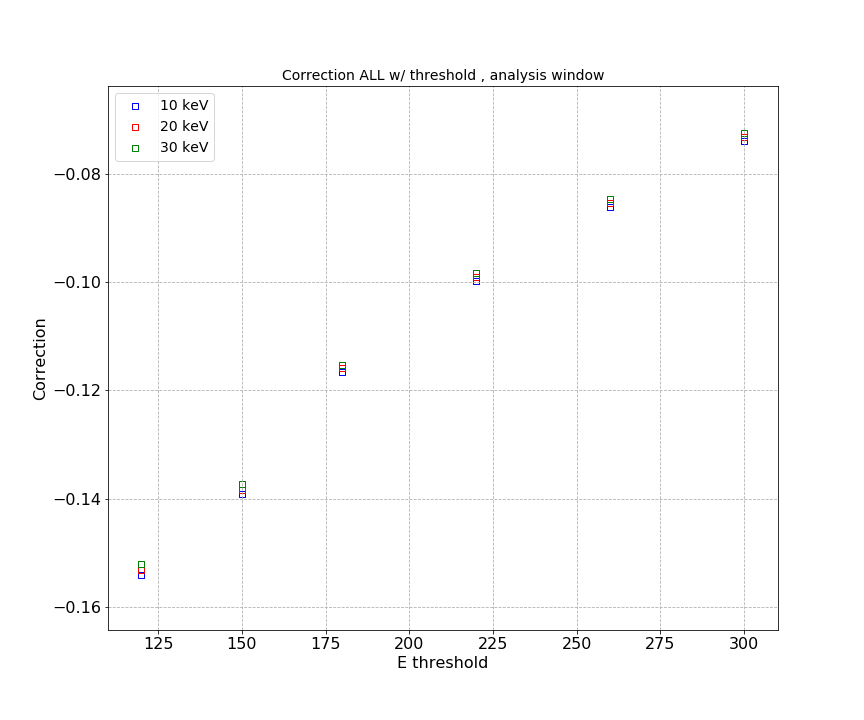 Correction ALL w/ threshold , analysis window
10 keV
20 keV
30 keV
−0.08
−0.10
−0.12
−0.14
−0.16
Correction
125 150 175 200 225 250 275 300
E threshold